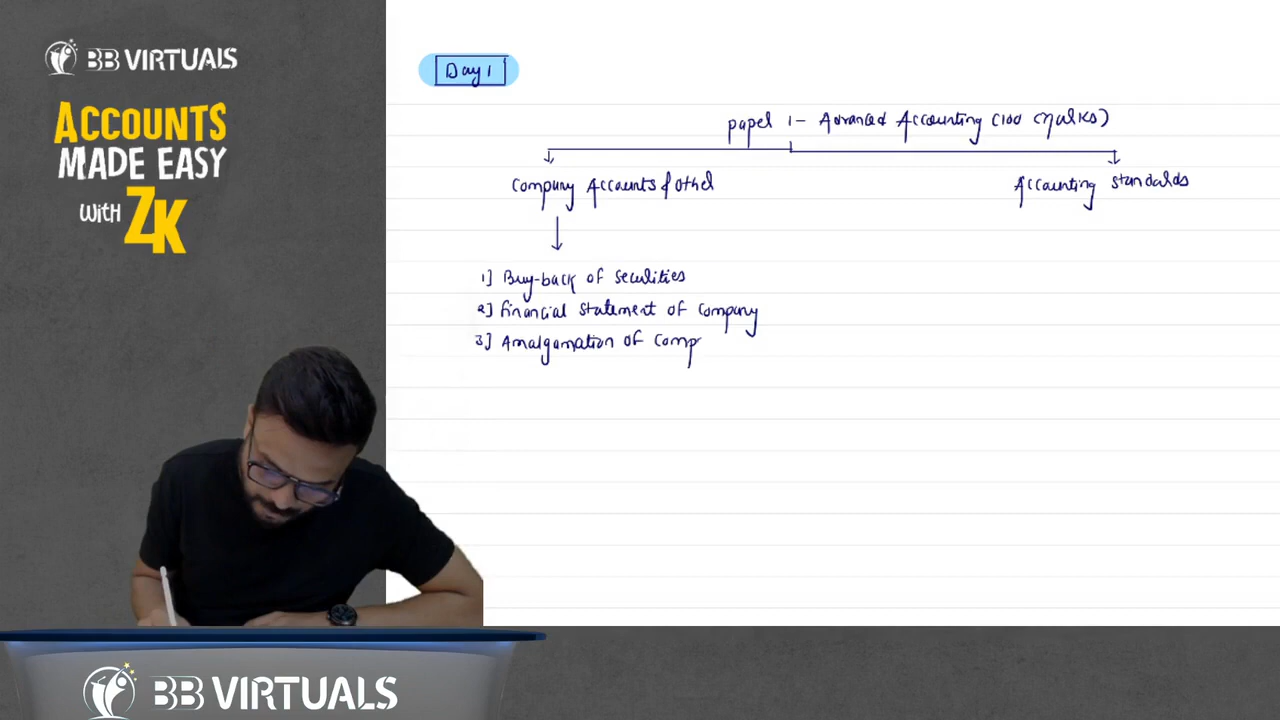 BB VIRTUALS
ACCOUNTS
MADE EASY
WITH ZK
Day 1
Paper 1 - Advanced Accounting (100 Marks)
Company Accounts & Other
Accounting Standards
1] Buy-back of Securities
2] Financial Statement of Company
3] Amalgamation of Comp
BB VIRTUALS